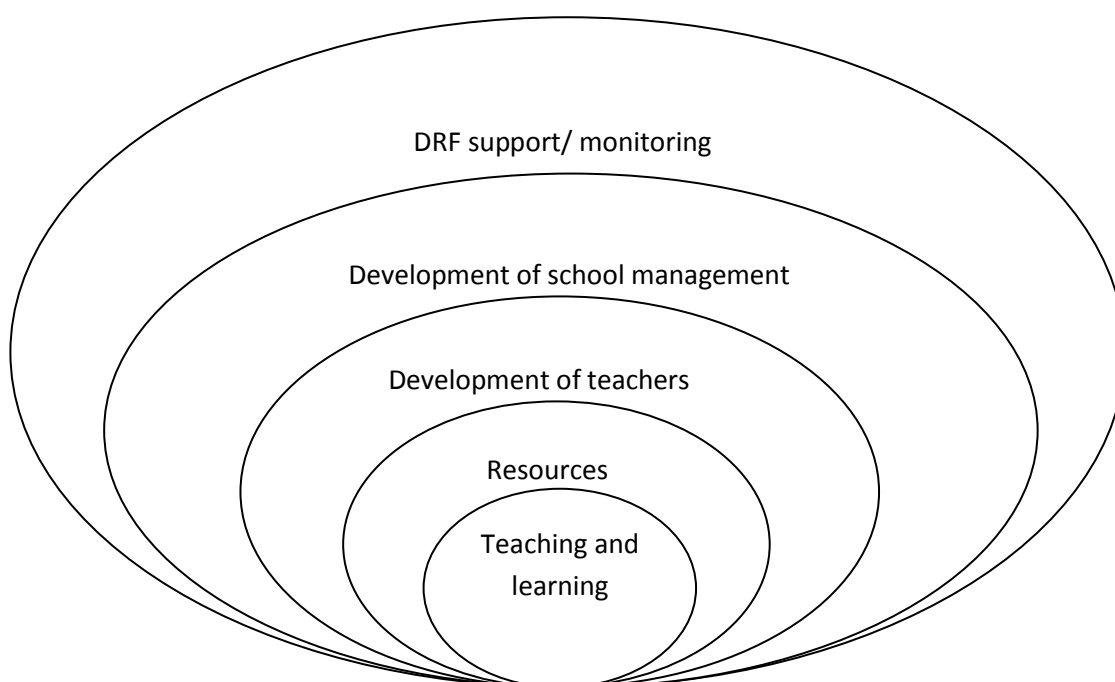 DRF support/ monitoring
Development of school management
Development of teachers
Resources
Teaching and
learning